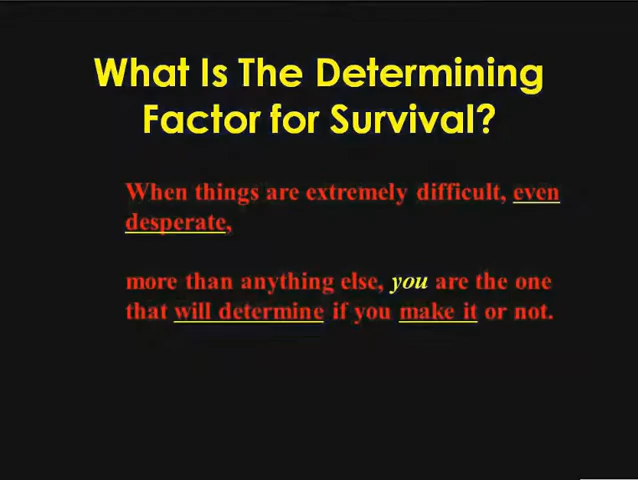 What Is The Determining
Factor for Survival?
When things are extremely difficult, even
desperate,
more than anything else, you are the one
that will determine if you make it or not.